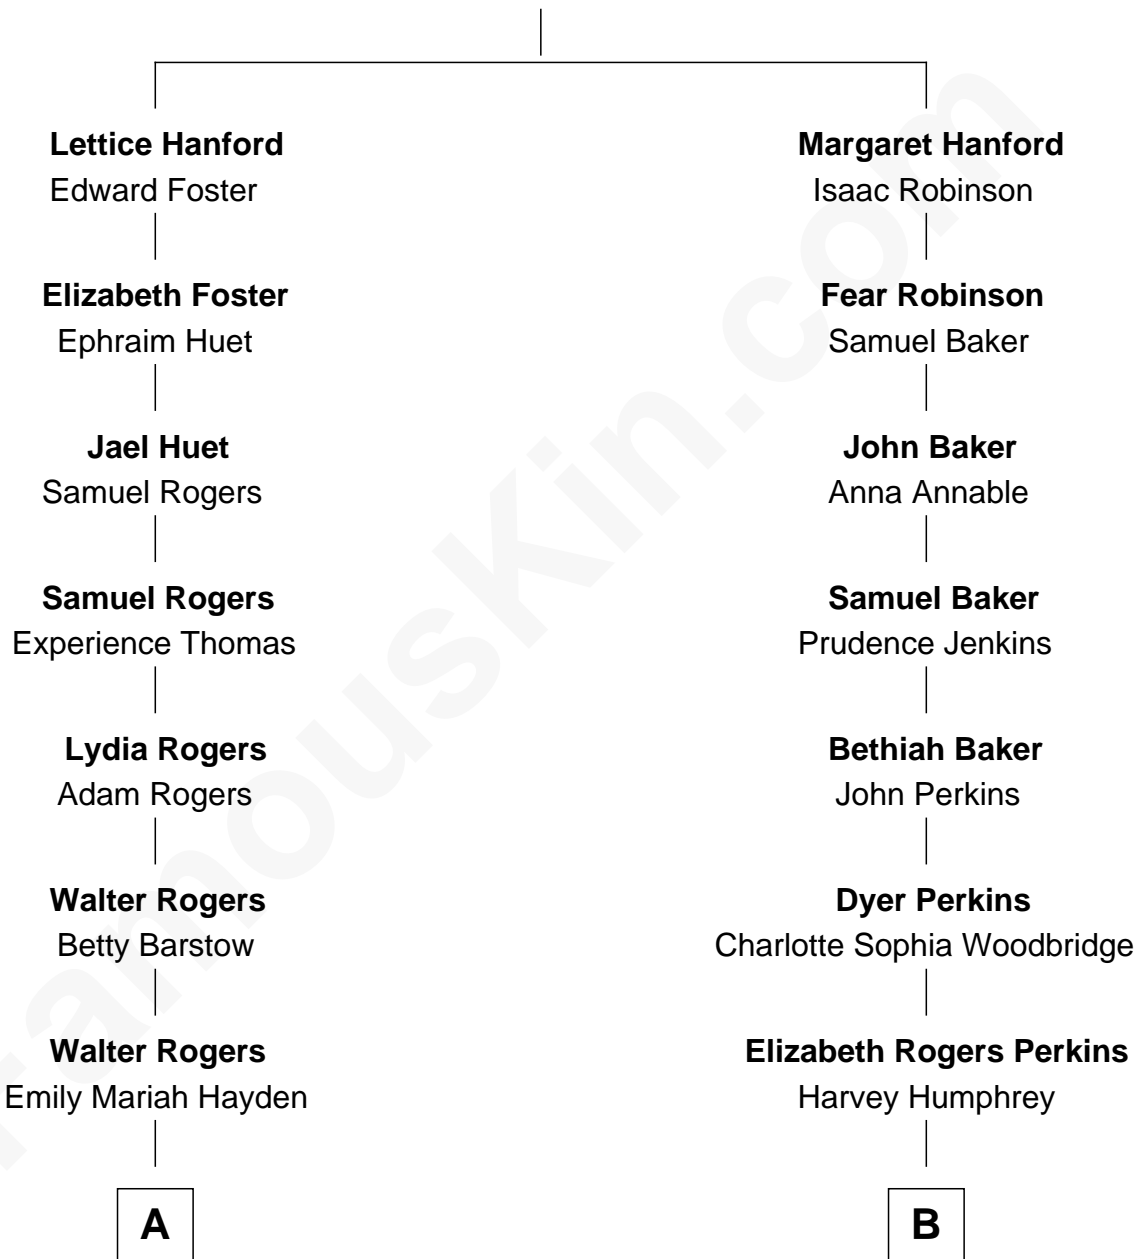 Lettice Hanford
Edward Foster
Elizabeth Foster
Ephraim Huet
Jael Huet
Samuel Rogers
Samuel Rogers
Experience Thomas
Lydia Rogers
Adam Rogers
Walter Rogers
Betty Barstow
Walter Rogers
Emily Mariah Hayden
A
Margaret Hanford
Isaac Robinson
Fear Robinson
Samuel Baker
John Baker
Anna Annable
Samuel Baker
Prudence Jenkins
Bethiah Baker
John Perkins
Dyer Perkins
Charlotte Sophia Woodbridge
Elizabeth Rogers Perkins
Harvey Humphrey
B
FamousKin.com